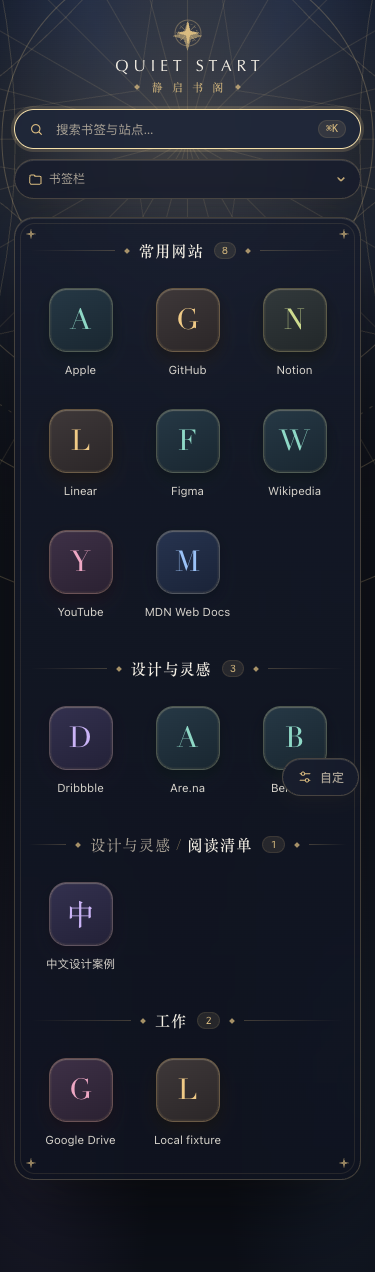 QUIET START
静启书阁
搜索书签与站点... ⌘K
书签栏
常用网站 8
A G N
Apple GitHub Notion
L F W
Linear Figma Wikipedia
Y M
YouTube MDN Web Docs
设计与灵感 3
D A B
Dribbble Are.na
自定
设计与灵感 / 阅读清单 1
中
中文设计案例
工作 2
G L
Google Drive Local fixture